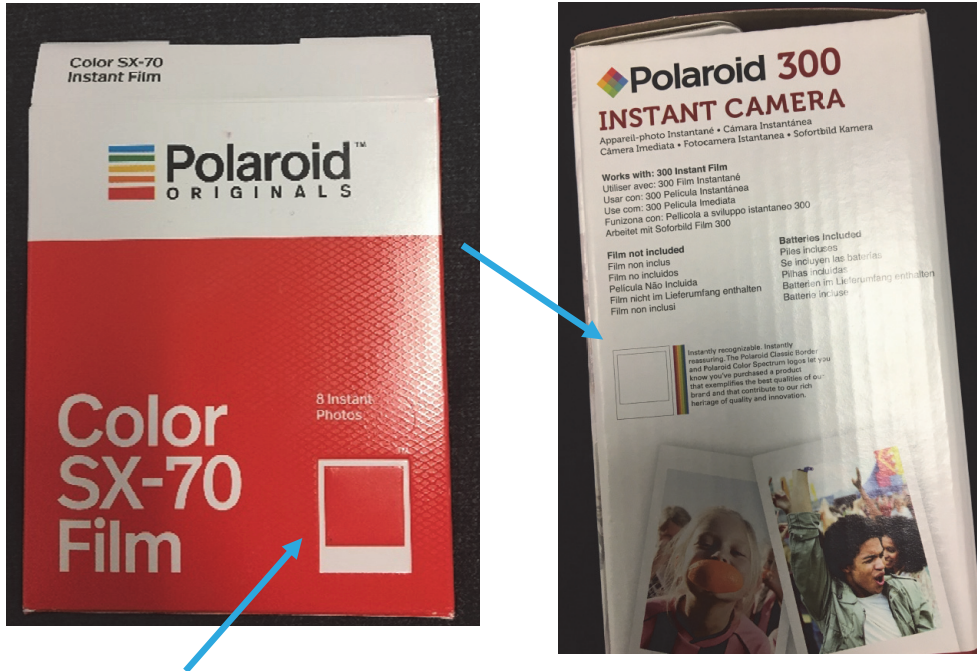 Color SX-70
Instant Film
Polaroid™
ORIGINALS
8 Instant
Photos
™
Color
SX-70
Film
Polaroid 300
INSTANT CAMERA
Appareil-photo Instantané • Cámara Instantánea
Câmera Imediata • Fotocamera Istantanea • Sofortbild Kamera
Works with: 300 Instant Film
Utiliser avec: 300 Film Instantané
Usar con: 300 Película Instantánea
Use com: 300 Película Imediata
Funizona con: Pellicola a sviluppo istantaneo 300
Arbeitet mit Soforbild Film 300
Film not included
Film non inclus
Film no incluidos
Película Não Incluida
Film nicht im Lieferumfang enthalten
Film non inclusi
Batteries Included
Piles incluses
Se incluyen las baterías
Pilhas incluídas
Batterien im Lieferumfang enthalten
Batterie incluse
Instantly recognizable. Instantly
reassuring. The Polaroid Classic Border
and Polaroid Color Spectrum logos let you
know you've purchased a product
that exemplifies the best qualities of our
brand and that contribute to our rich
heritage of quality and innovation.